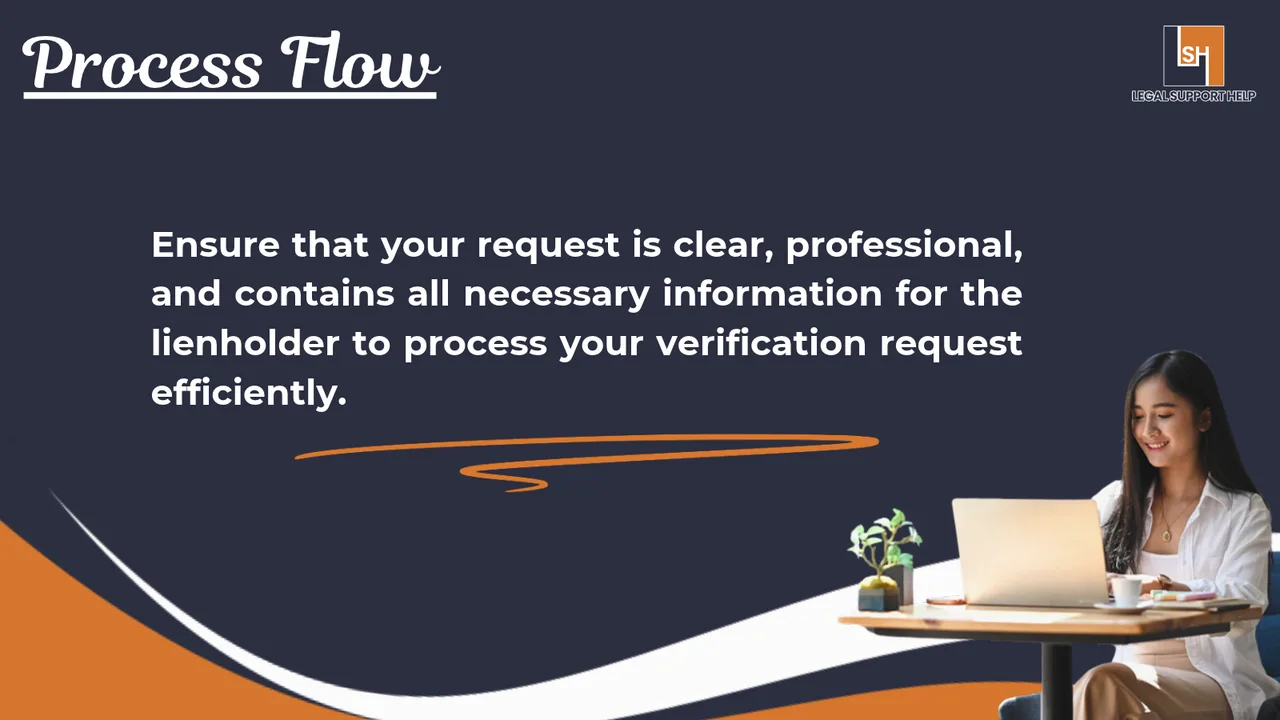 Process Flow
LSH
LEGAL SUPPORT HELP
Ensure that your request is clear, professional,
and contains all necessary information for the
lienholder to process your verification request
efficiently.